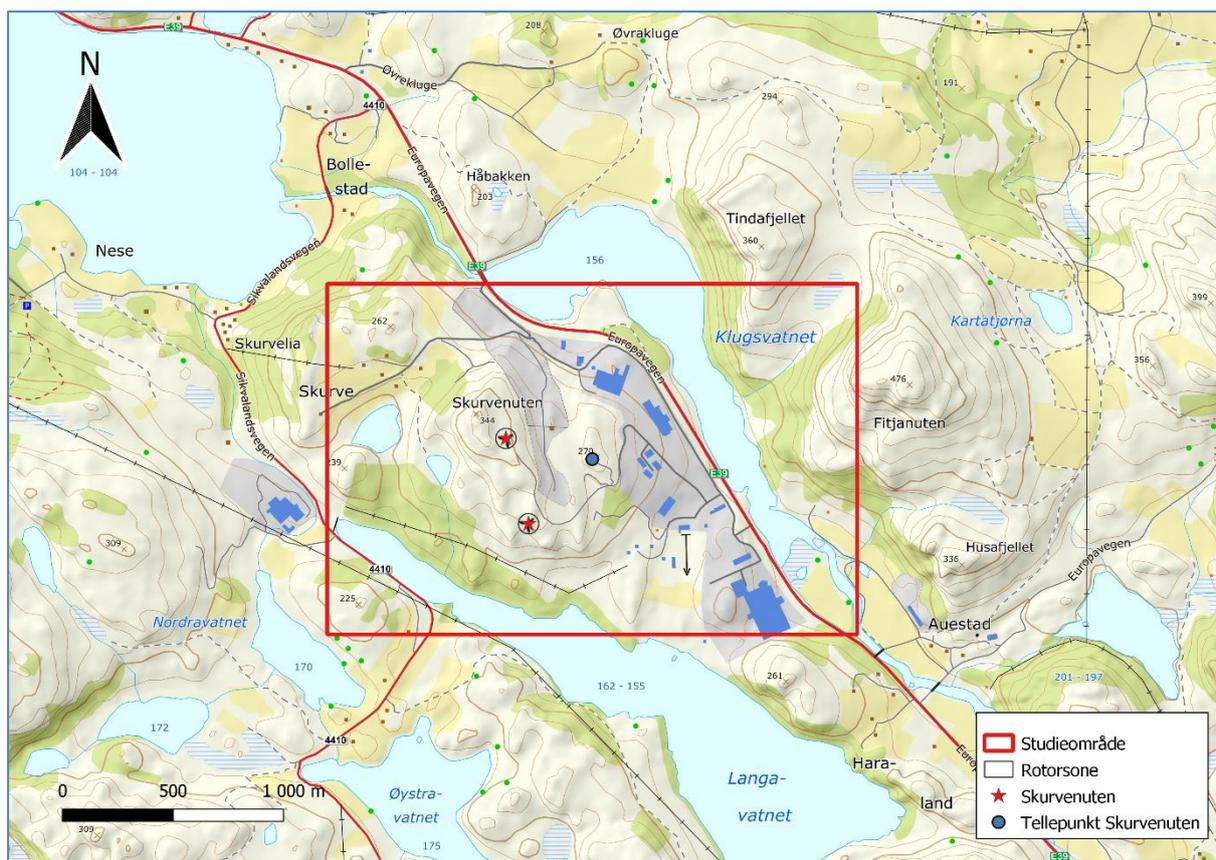 E39
208
Øvrakluge
N
Øvrekluge
4410
294
191
Europavegen
Bolle-
stad
Håbakken
203
104 - 104
Tindafjellet
360
Nese
Sikvalandsvegen
E39
156
399
262
Klugsvatnet
Kartatjørna
P
Skurvelia
Europavegen
356
Skurve
Skurvenuten
344
476
Fitjanuten
Sikvalandsvegen
270
239
E39
309
Husafjellet
336
Europavegen
4410
225
Nordravatnet
Auestad
170
162 - 155
261
201 - 197
172
4410
Hara-
land
Langa-
vatnet
Øystra-
vatnet
175
309
0 500 1 000 m
Studieområde
Rotorsone
Skurvenuten
Tellepunkt Skurvenuten
E39